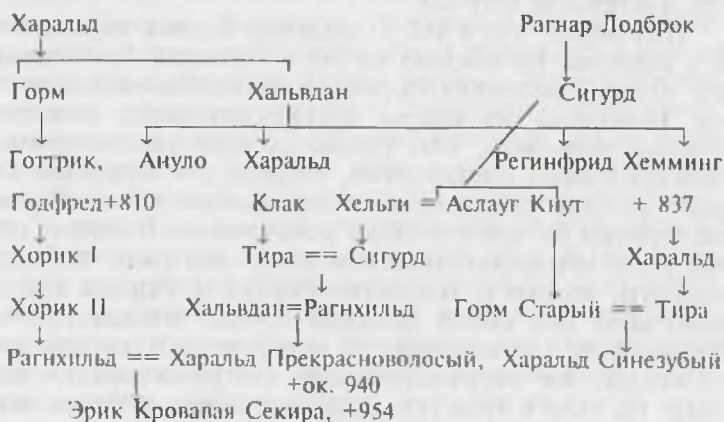 Харальд Рагнар Лодброк
Горм Хальвдан Сигурд
Готтрик, Ануло Харальд Регинфрид Хемминг
Годфред+810 Клак Хельги = Аслауг Кнут + 837
Хорик I Тира == Сигурд Харальд
Хорик II Хальвдан=Рагнхильд Горм Старый == Тира
Рагнхильд == Харальд Прекрасноволосый, Харальд Синезубый
+ок. 940
Эрик Кровавая Секира, +954